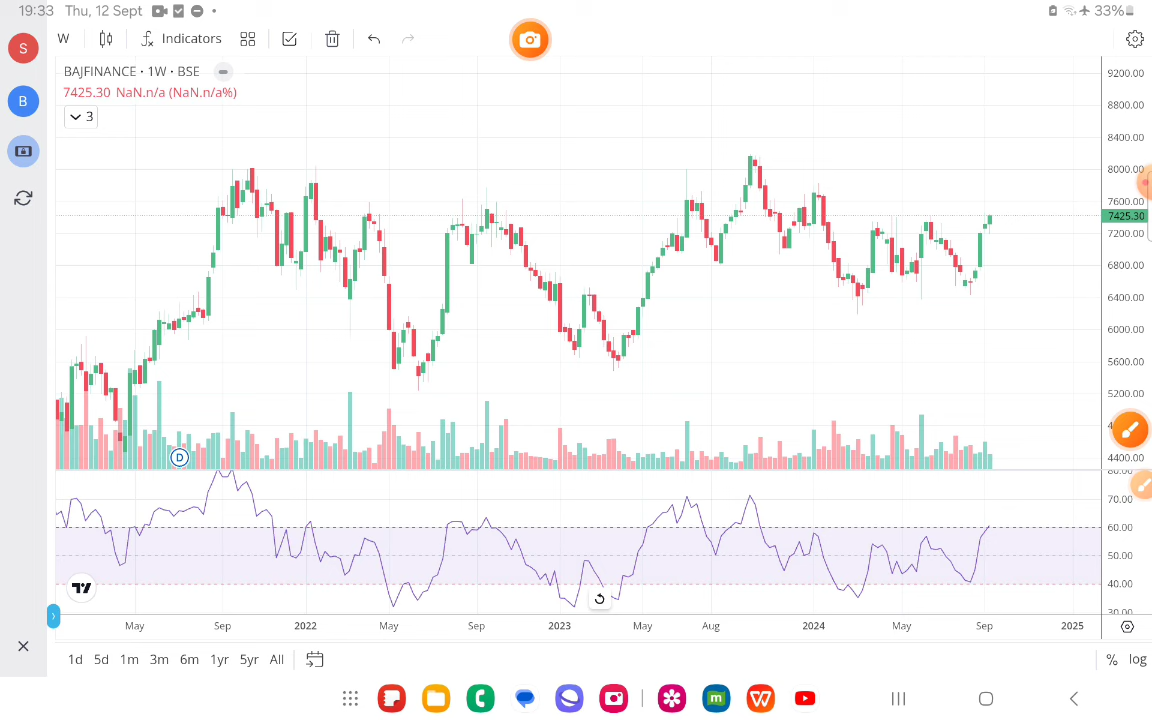 19:33 Thu, 12 Sept 33%
S
W Indicators
BAJFINANCE · 1W · BSE
7425.30 NaN.n/a (NaN.n/a%)
B
3
9200.00
8800.00
8400.00
8000.00
7600.00
7425.30
7200.00
6800.00
6400.00
6000.00
5600.00
5200.00
4400.00
D
80.00
70.00
60.00
50.00
40.00
30.00
May Sep 2022 May Sep 2023 May Aug 2024 May Sep 2025
1d 5d 1m 3m 6m 1yr 5yr All % log
m W